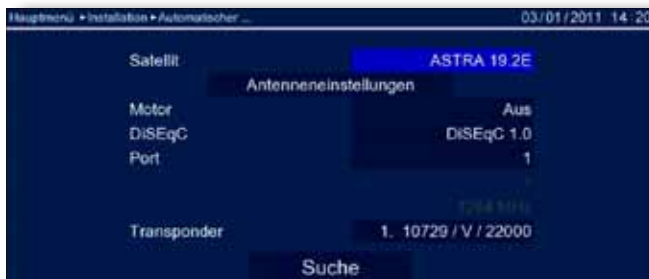 Hauptmenü ▸ Installation ▸ Automatischer ... 03/01/2011 14:20
Satellit ASTRA 19.2E
Antenneneinstellungen
Motor Aus
DiSEqC DiSEqC 1.0
Port 1
Transponder 1. 10729 / V / 22000
Suche